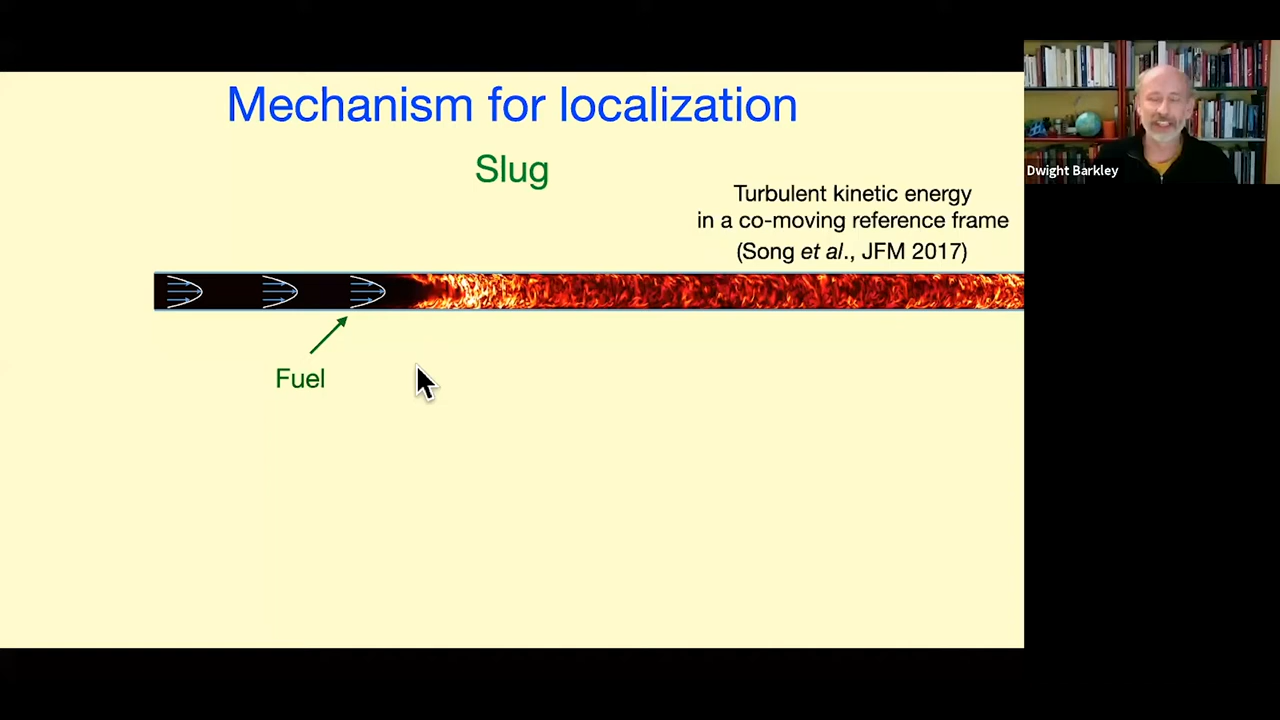 Mechanism for localization
Slug
Turbulent kinetic energy
in a co-moving reference frame
(Song et al., JFM 2017)
Fuel
Dwight Barkley